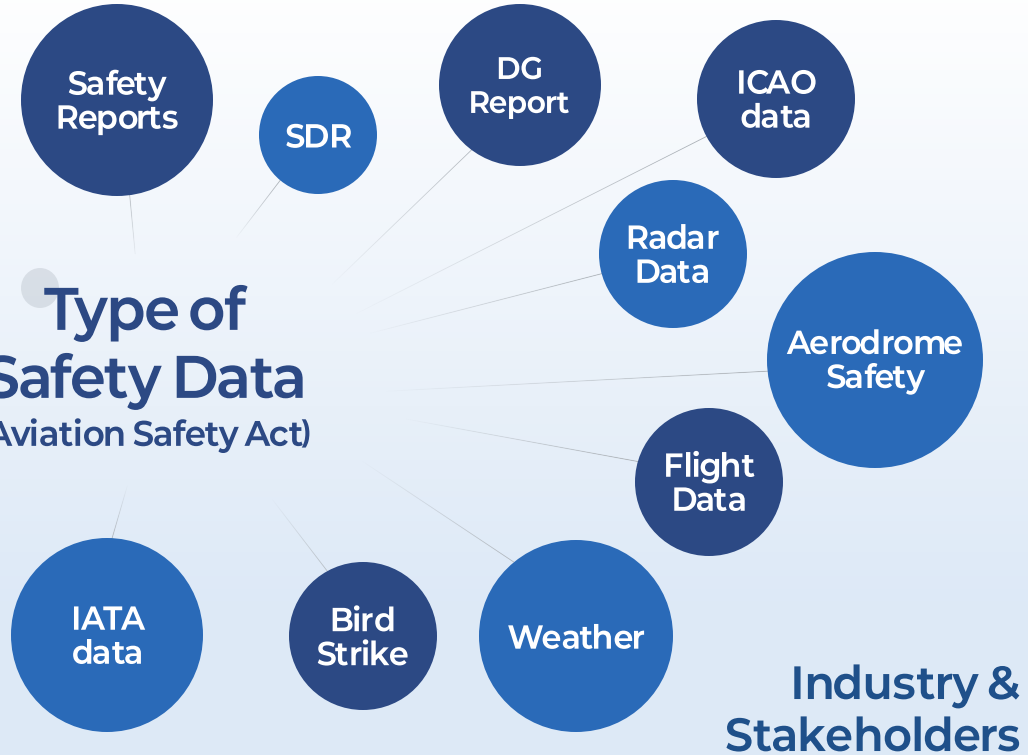 Safety
Reports
SDR
DG
Report
ICAO
data
Radar
Data
Type of
Safety Data
Aviation Safety Act)
Aerodrome
Safety
Flight
Data
IATA
data
Bird
Strike
Weather
Industry &
Stakeholders